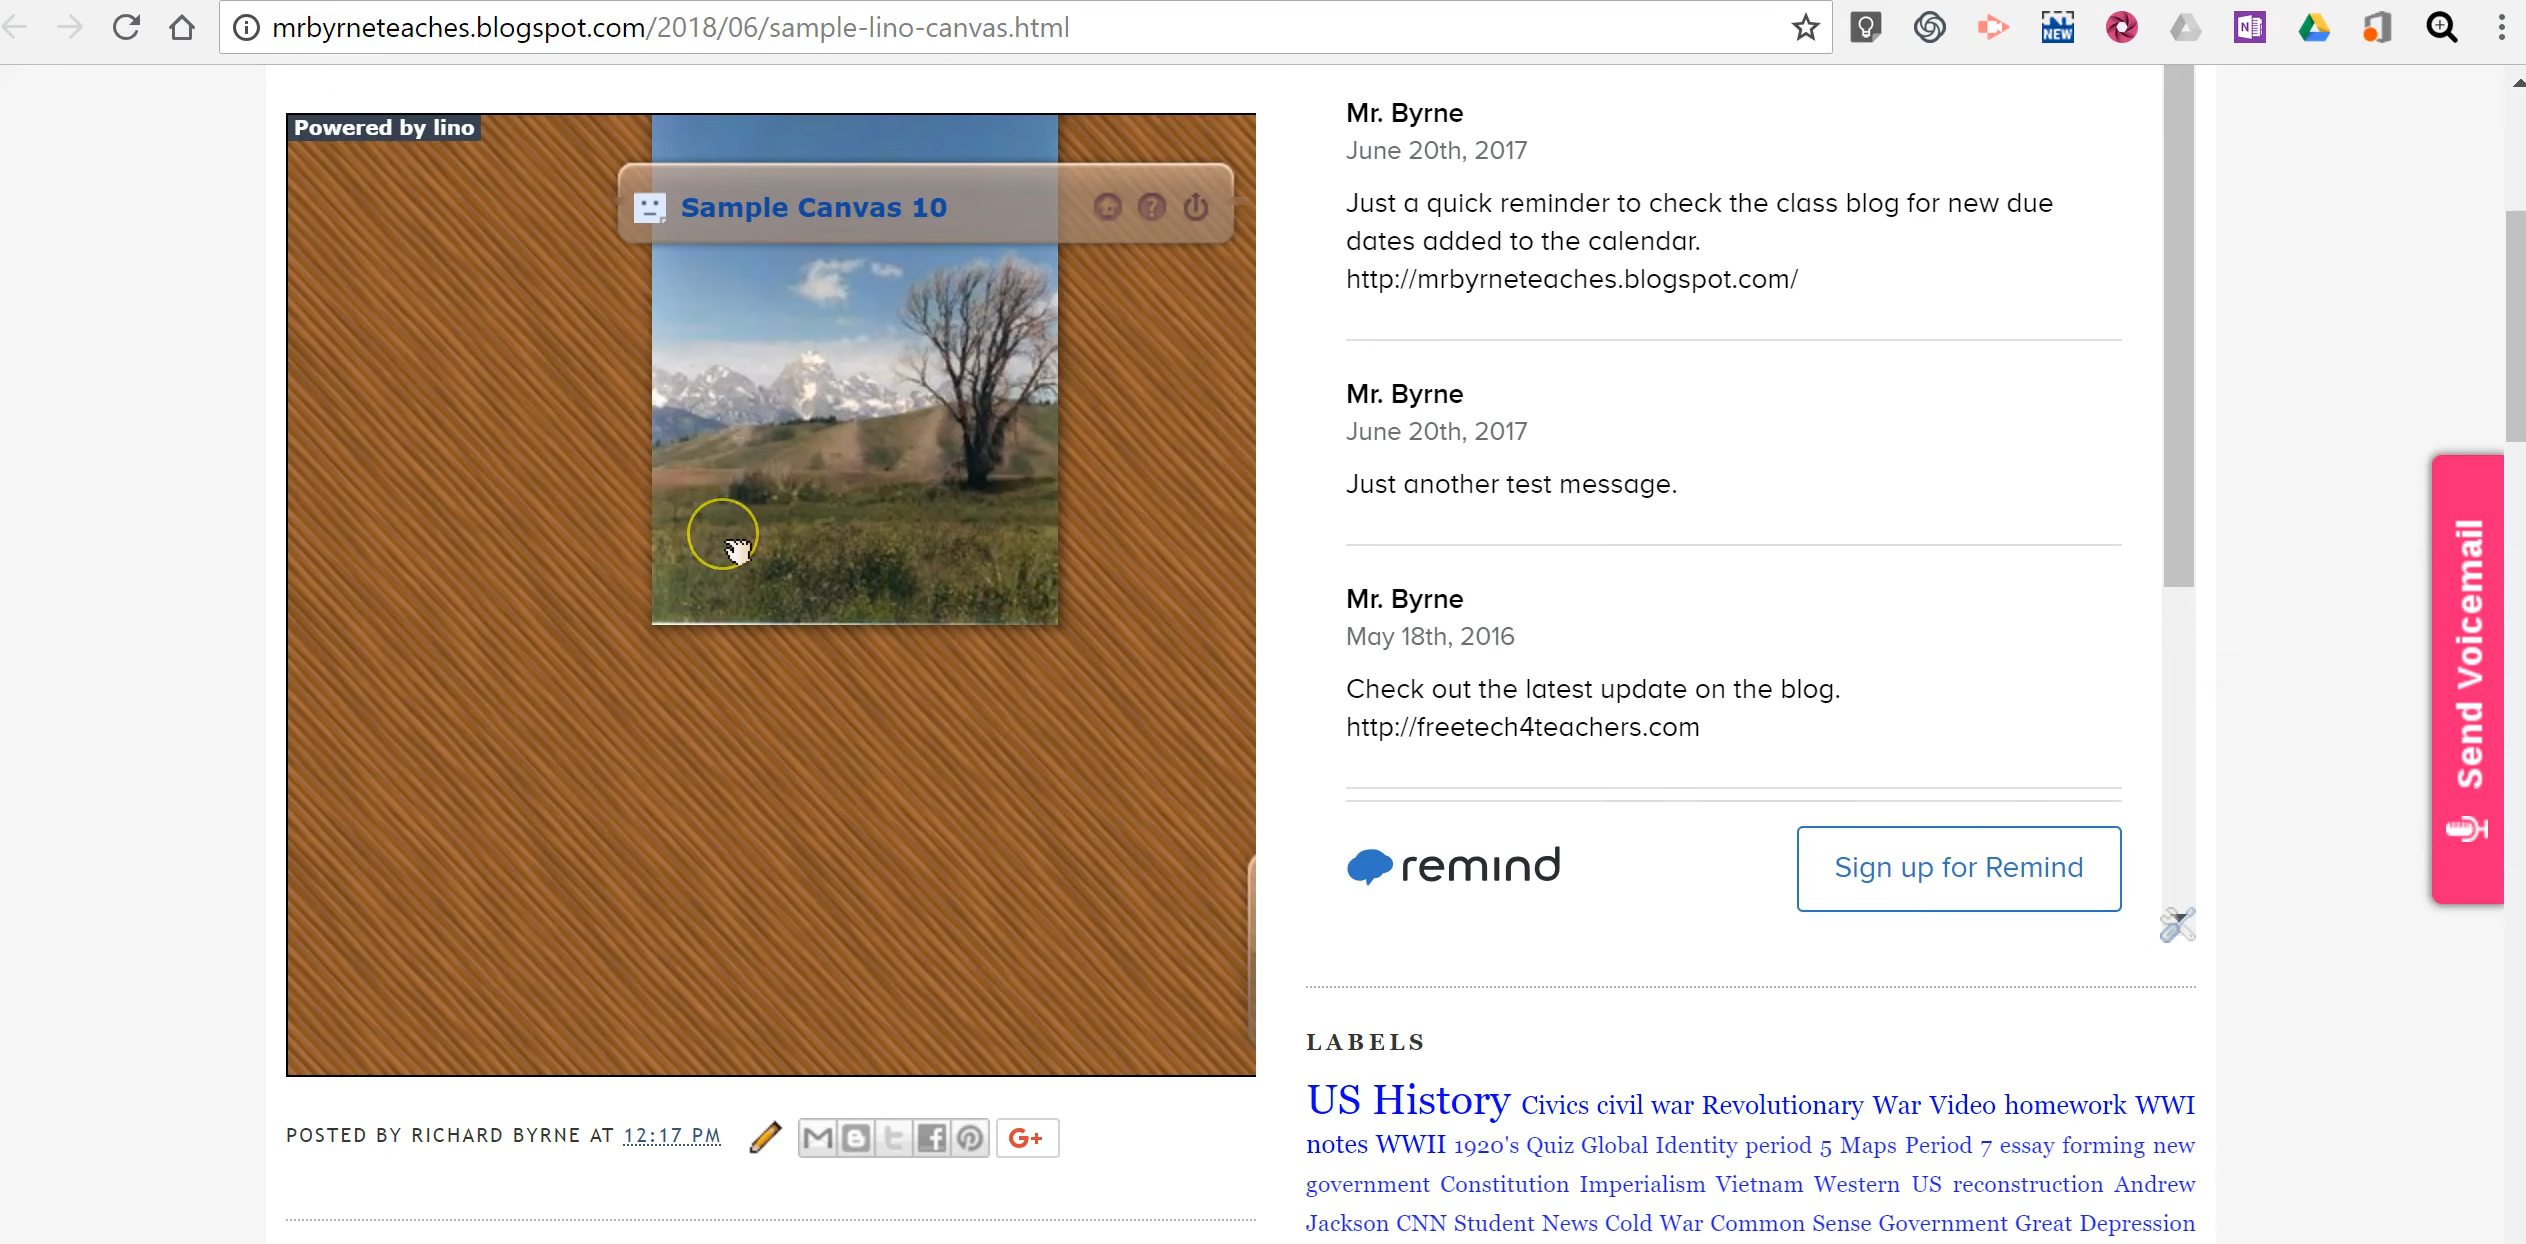 mrbyrneteaches.blogspot.com/2018/06/sample-lino-canvas.html
NEW
N
Powered by lino
Sample Canvas 10
?
Mr. Byrne
June 20th, 2017
Just a quick reminder to check the class blog for new due
dates added to the calendar.
http://mrbyrneteaches.blogspot.com/
Mr. Byrne
June 20th, 2017
Just another test message.
Mr. Byrne
May 18th, 2016
Check out the latest update on the blog.
http://freetech4teachers.com
remind
Sign up for Remind
Send Voicemail
POSTED BY RICHARD BYRNE AT 12:17 PM
G+
LABELS
US History Civics civil war Revolutionary War Video homework WWI
notes WWII 1920's Quiz Global Identity period 5 Maps Period 7 essay forming new
government Constitution Imperialism Vietnam Western US reconstruction Andrew
Jackson CNN Student News Cold War Common Sense Government Great Depression